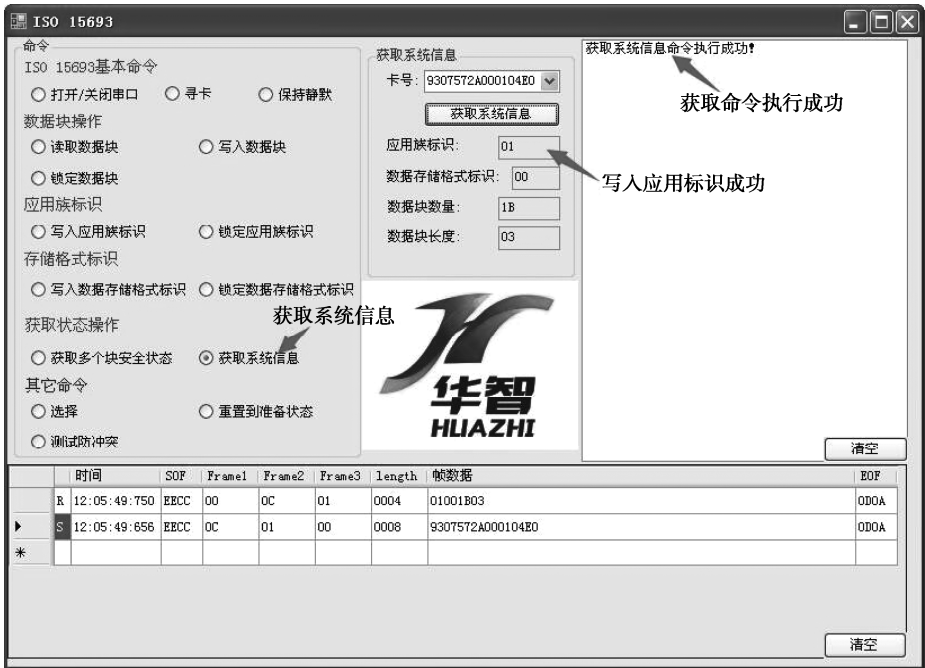 ISO 15693
命令
ISO 15693基本命令
打开/关闭串口 寻卡 保持静默
数据块操作
读取数据块 写入数据块
锁定数据块
应用族标识
写入应用族标识 锁定应用族标识
存储格式标识
写入数据存储格式标识 锁定数据存储格式标识
获取系统信息
获取状态操作
获取多个块安全状态 获取系统信息
其它命令
选择 重置到准备状态
测试防冲突
获取系统信息
卡号: 9307572A000104E0
获取系统信息
应用族标识: 01
数据存储格式标识: 00
数据块数量: 1B
数据块长度: 03
华智
HUAZHI
获取系统信息命令执行成功!
获取命令执行成功
写入应用标识成功
清空
时间 SOF Frame1 Frame2 Frame3 length 帧数据 EOF
R 12:05:49:750 EECC 00 0C 01 0004 01001B03 0D0A
S 12:05:49:656 EECC 0C 01 00 0008 9307572A000104E0 0D0A
清空